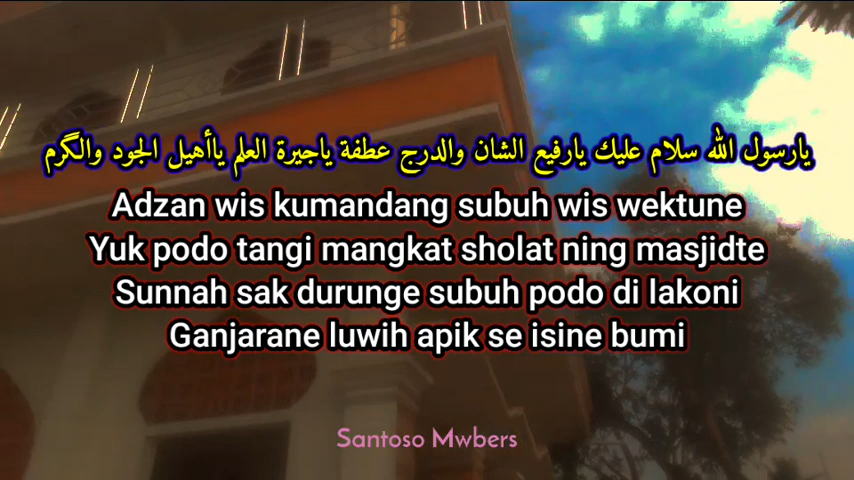 يارسول الله سلام عليك يارفيع الشان والدرج عطفة ياجيرة العلم ياأهيل الجود والكرم
Adzan wis kumandang subuh wis wektune
Yuk podo tangi mangkat sholat ning masjidte
Sunnah sak durunge subuh podo di lakoni
Ganjarane luwih apik se isine bumi
Santoso Mwbers